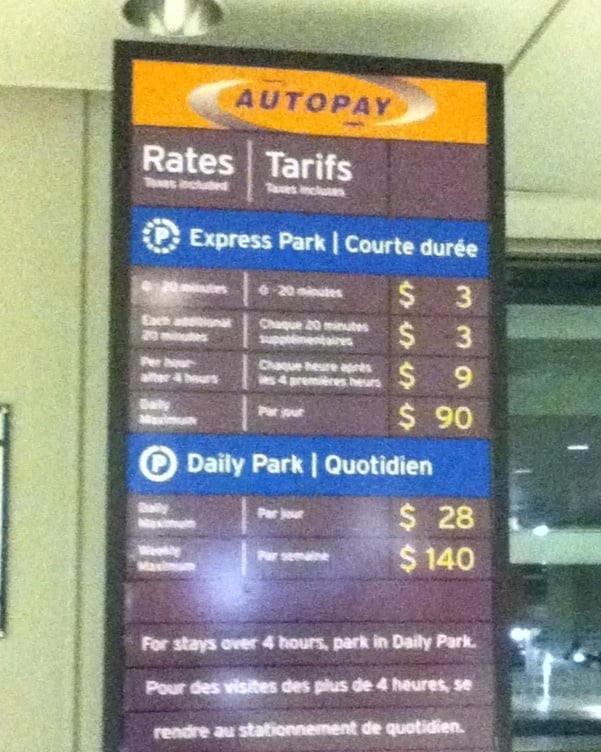 AUTOPAY
Rates | Tarifs
Taxes included Taxes incluses
P Express Park | Courte durée
0 - 20 minutes 0 - 20 minutes $ 3
Each additional Chaque 20 minutes $ 3
20 minutes supplémentaires
Per hour Chaque heure après $ 9
after 4 hours les 4 premières heurs
Daily Par jour $ 90
Maximum
P Daily Park | Quotidien
Daily Par jour $ 28
Maximum
Weekly Par semaine $ 140
Maximum
For stays over 4 hours, park in Daily Park.
Pour des visites des plus de 4 heures, se
rendre au stationnement de quotidien.